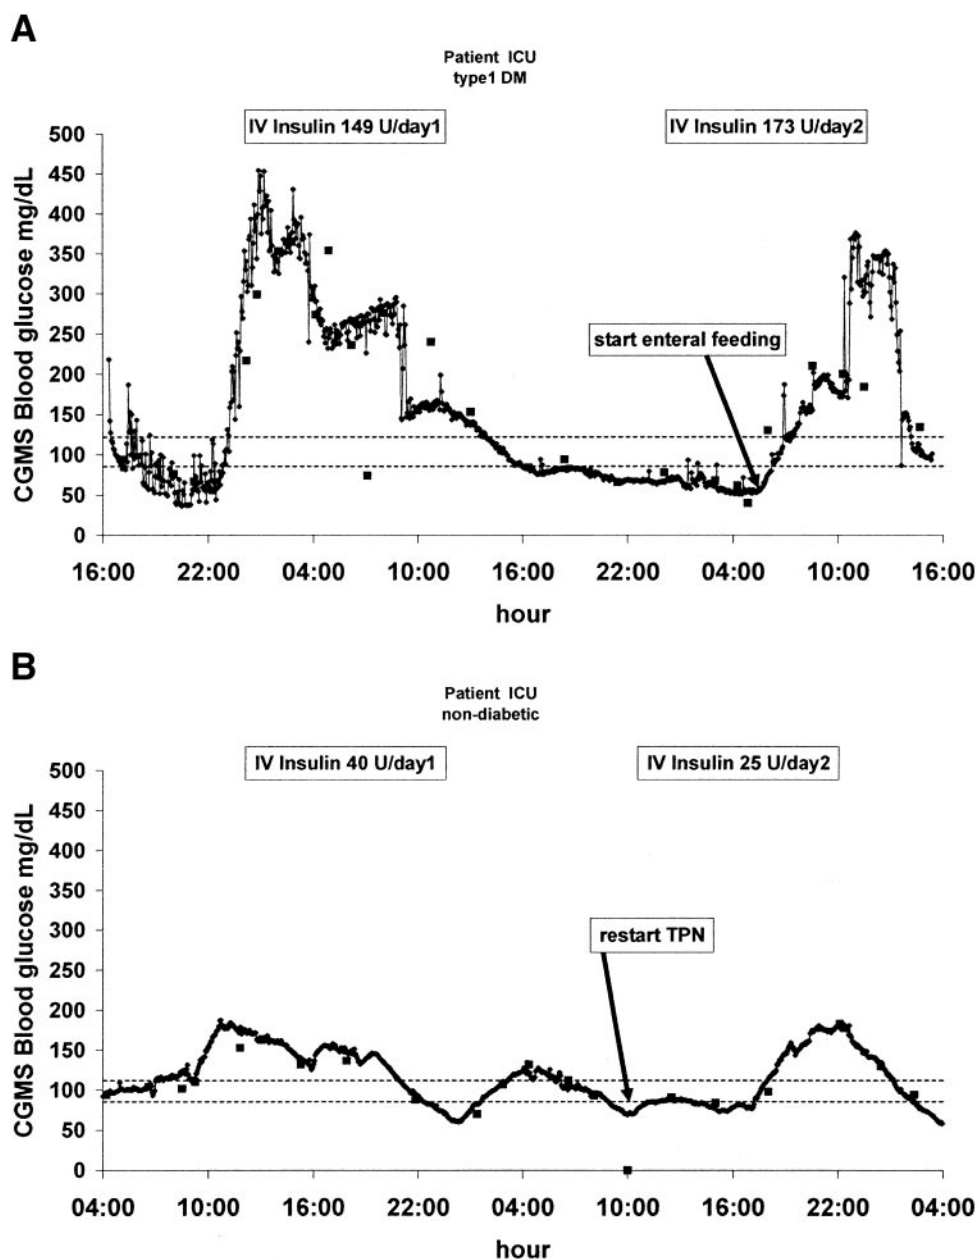 A
Patient ICU
type1 DM
IV Insulin 149 U/day1
IV Insulin 173 U/day2
CGMS Blood glucose mg/dL
500
450
400
350
300
250
200
150
100
50
0
start enteral feeding
16:00 22:00 04:00 10:00 16:00 22:00 04:00 10:00 16:00
hour
B
Patient ICU
non-diabetic
IV Insulin 40 U/day1
IV Insulin 25 U/day2
CGMS Blood glucose mg/dL
500
450
400
350
300
250
200
150
100
50
0
restart TPN
04:00 10:00 16:00 22:00 04:00 10:00 16:00 22:00 04:00
hour